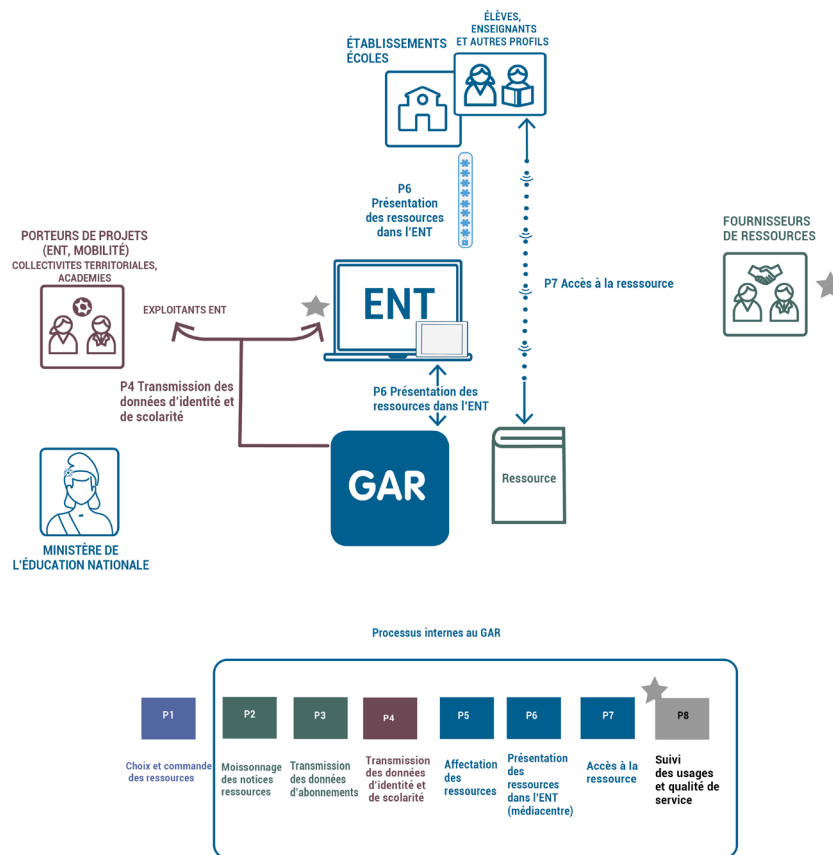 ÉLÈVES,
ENSEIGNANTS
ET AUTRES PROFILS
ÉTABLISSEMENTS
ÉCOLES
P6
Présentation
des ressources
dans l'ENT
PORTEURS DE PROJETS
(ENT, MOBILITÉ)
COLLECTIVITES TERRITORIALES,
ACADEMIES
EXPLOITANTS ENT
ENT
P7 Accès à la resssource
FOURNISSEURS
DE RESSOURCES
P4 Transmission des
données d'identité et
de scolarité
P6 Présentation des
ressources dans l'ENT
GAR
Ressource
MINISTÈRE DE
L'ÉDUCATION NATIONALE
Processus internes au GAR
P1
P2
P3
P4
P5
P6
P7
P8
Choix et commande
des ressources
Moissonnage
des notices
ressources
Transmission
des données
d'abonnements
Transmission
des données
d'identité et
de scolarité
Affectation
des
ressources
Présentation
des
ressources
dans l'ENT
(médiacentre)
Accès à la
ressource
Suivi
des usages
et qualité de
service